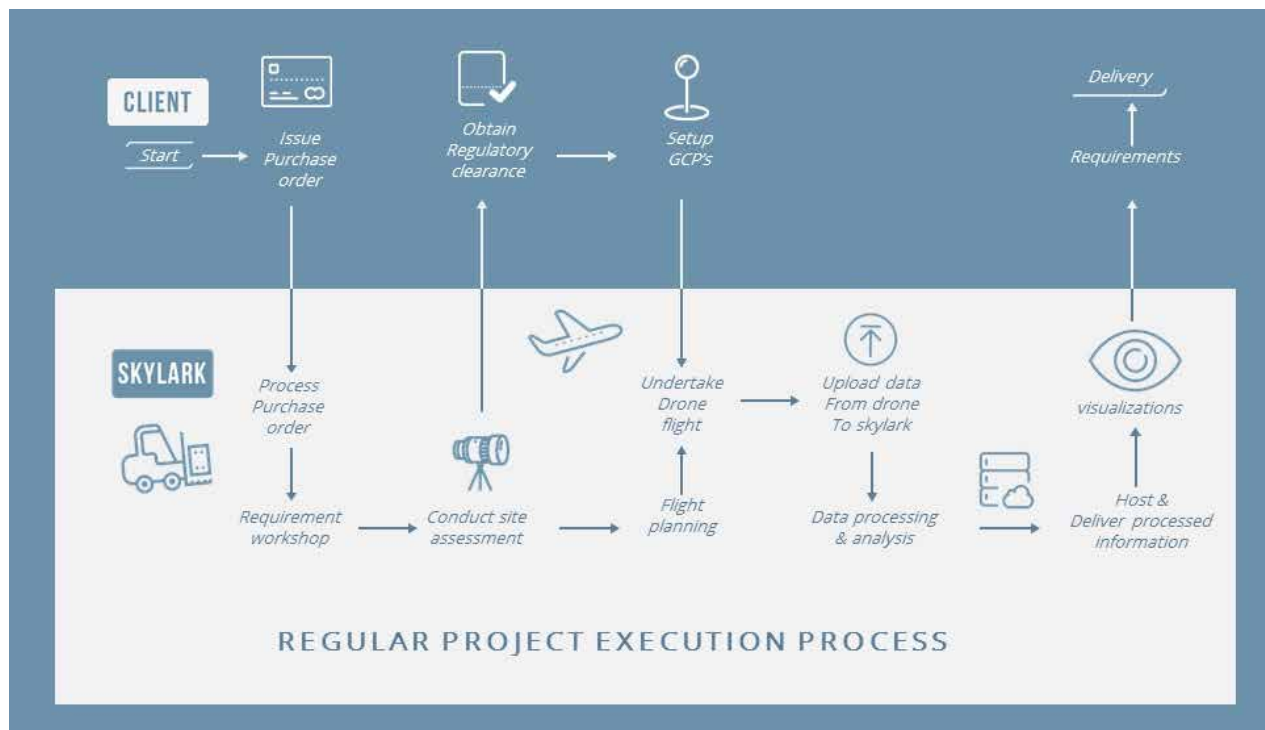 CLIENT
Start
Issue
Purchase
order
Obtain
Regulatory
clearance
Setup
GCP's
Delivery
Requirements
SKYLARK
Process
Purchase
order
Requirement
workshop
Conduct site
assessment
Undertake
Drone
flight
Flight
planning
Upload data
From drone
To skylark
Data processing
& analysis
visualizations
Host &
Deliver processed
information
REGULAR PROJECT EXECUTION PROCESS